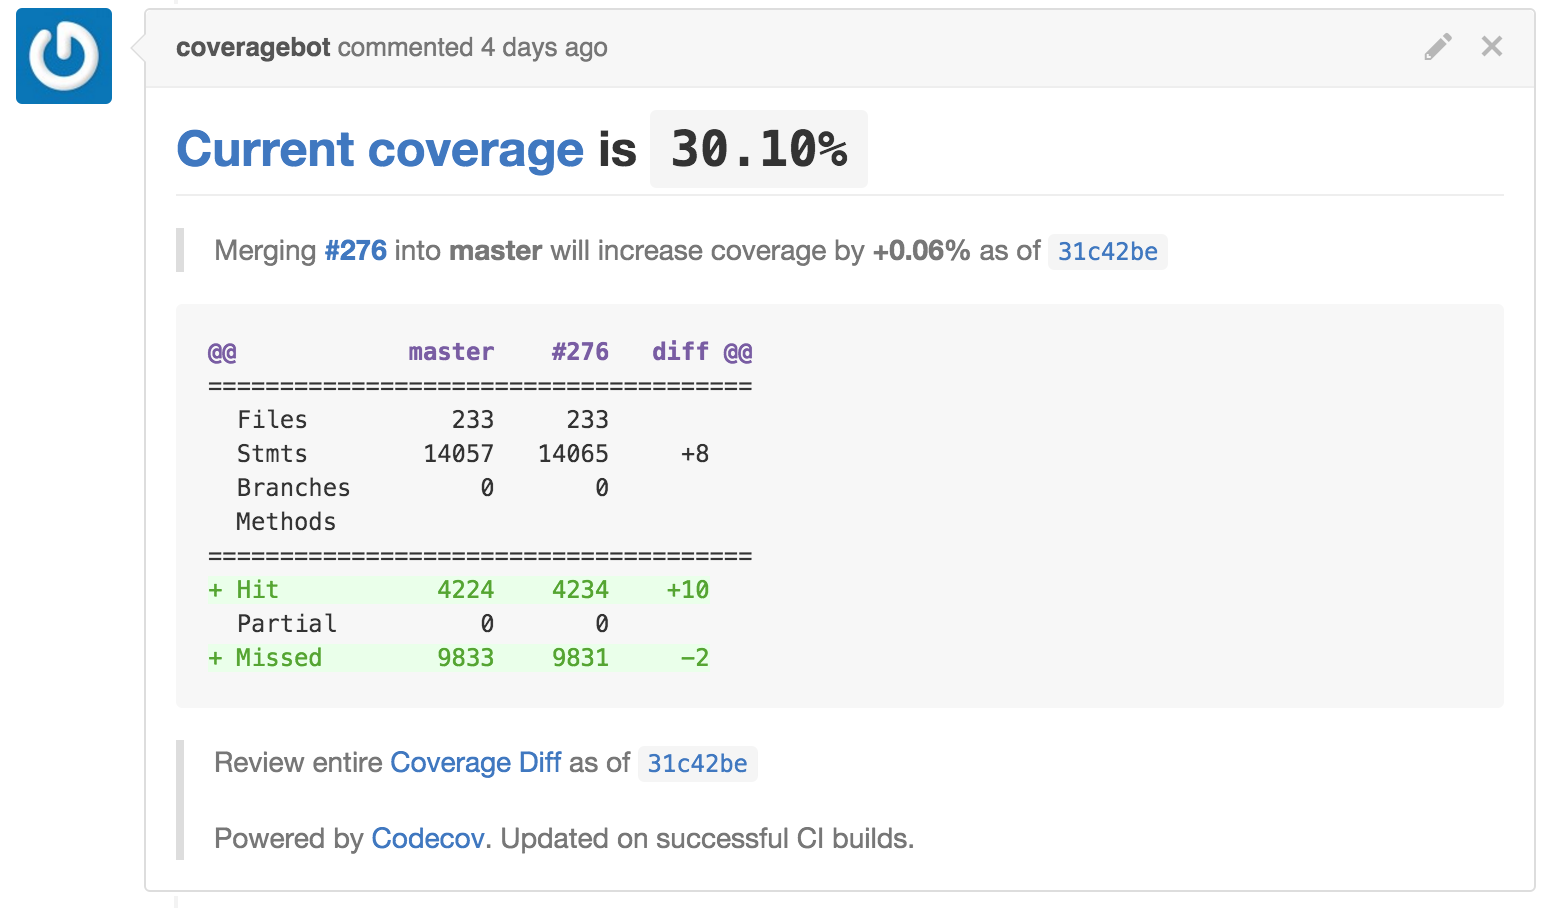 coveragebot commented 4 days ago
Current coverage is 30.10%
Merging #276 into master will increase coverage by +0.06% as of 31c42be
@@            master    #276   diff @@
======================================
  Files          233     233
  Stmts        14057   14065     +8
  Branches         0       0
  Methods
======================================
+ Hit           4224    4234    +10
  Partial          0       0
+ Missed        9833    9831     −2
Review entire Coverage Diff as of 31c42be
Powered by Codecov. Updated on successful CI builds.